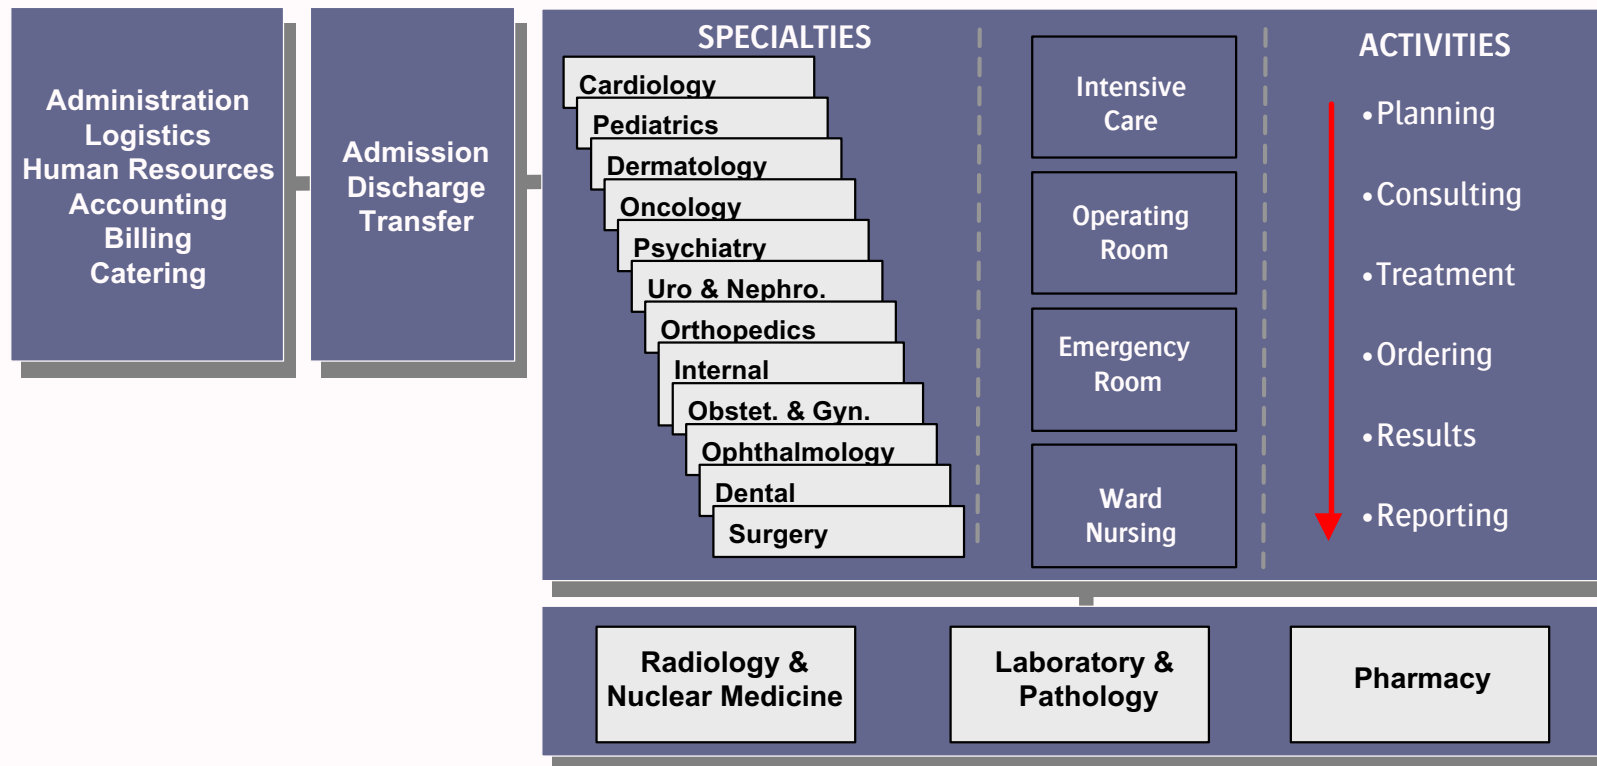 Administration
Logistics
Human Resources
Accounting
Billing
Catering
Admission
Discharge
Transfer
SPECIALTIES
Cardiology
Pediatrics
Dermatology
Oncology
Psychiatry
Uro & Nephro.
Orthopedics
Internal
Obstet. & Gyn.
Ophthalmology
Dental
Surgery
Intensive
Care
Operating
Room
Emergency
Room
Ward
Nursing
ACTIVITIES
•Planning
•Consulting
•Treatment
•Ordering
•Results
•Reporting
Radiology &
Nuclear Medicine
Laboratory &
Pathology
Pharmacy